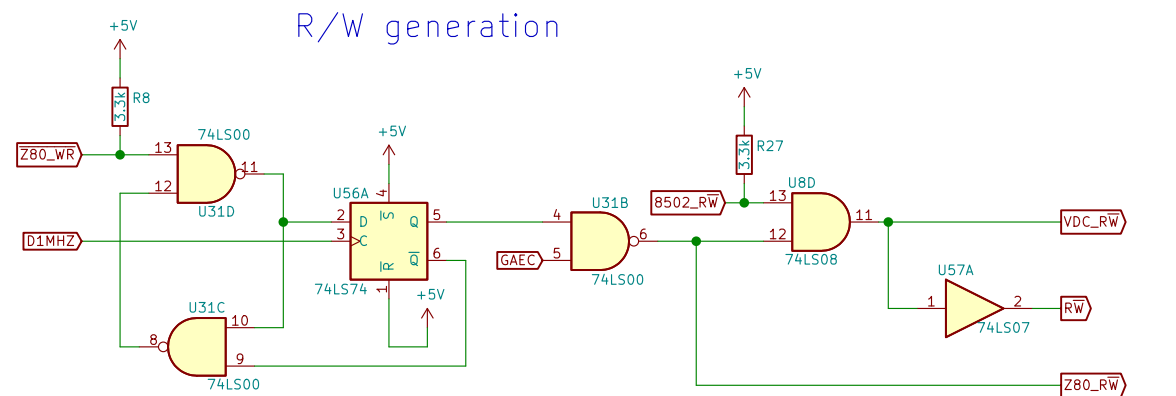 R/W generation
+5V
R8
3.3k
Z80_WR
13
12
11
74LS00
U31D
D1MHZ
U31C
8
10
9
74LS00
+5V
U56A
4
S
2
D
Q
5
3
C
Q
6
R
1
74LS74
+5V
GAEC
4
5
U31B
6
74LS00
+5V
R27
3.3k
8502_RW
13
12
U8D
11
74LS08
VDC_RW
U57A
1
2
74LS07
RW
Z80_RW